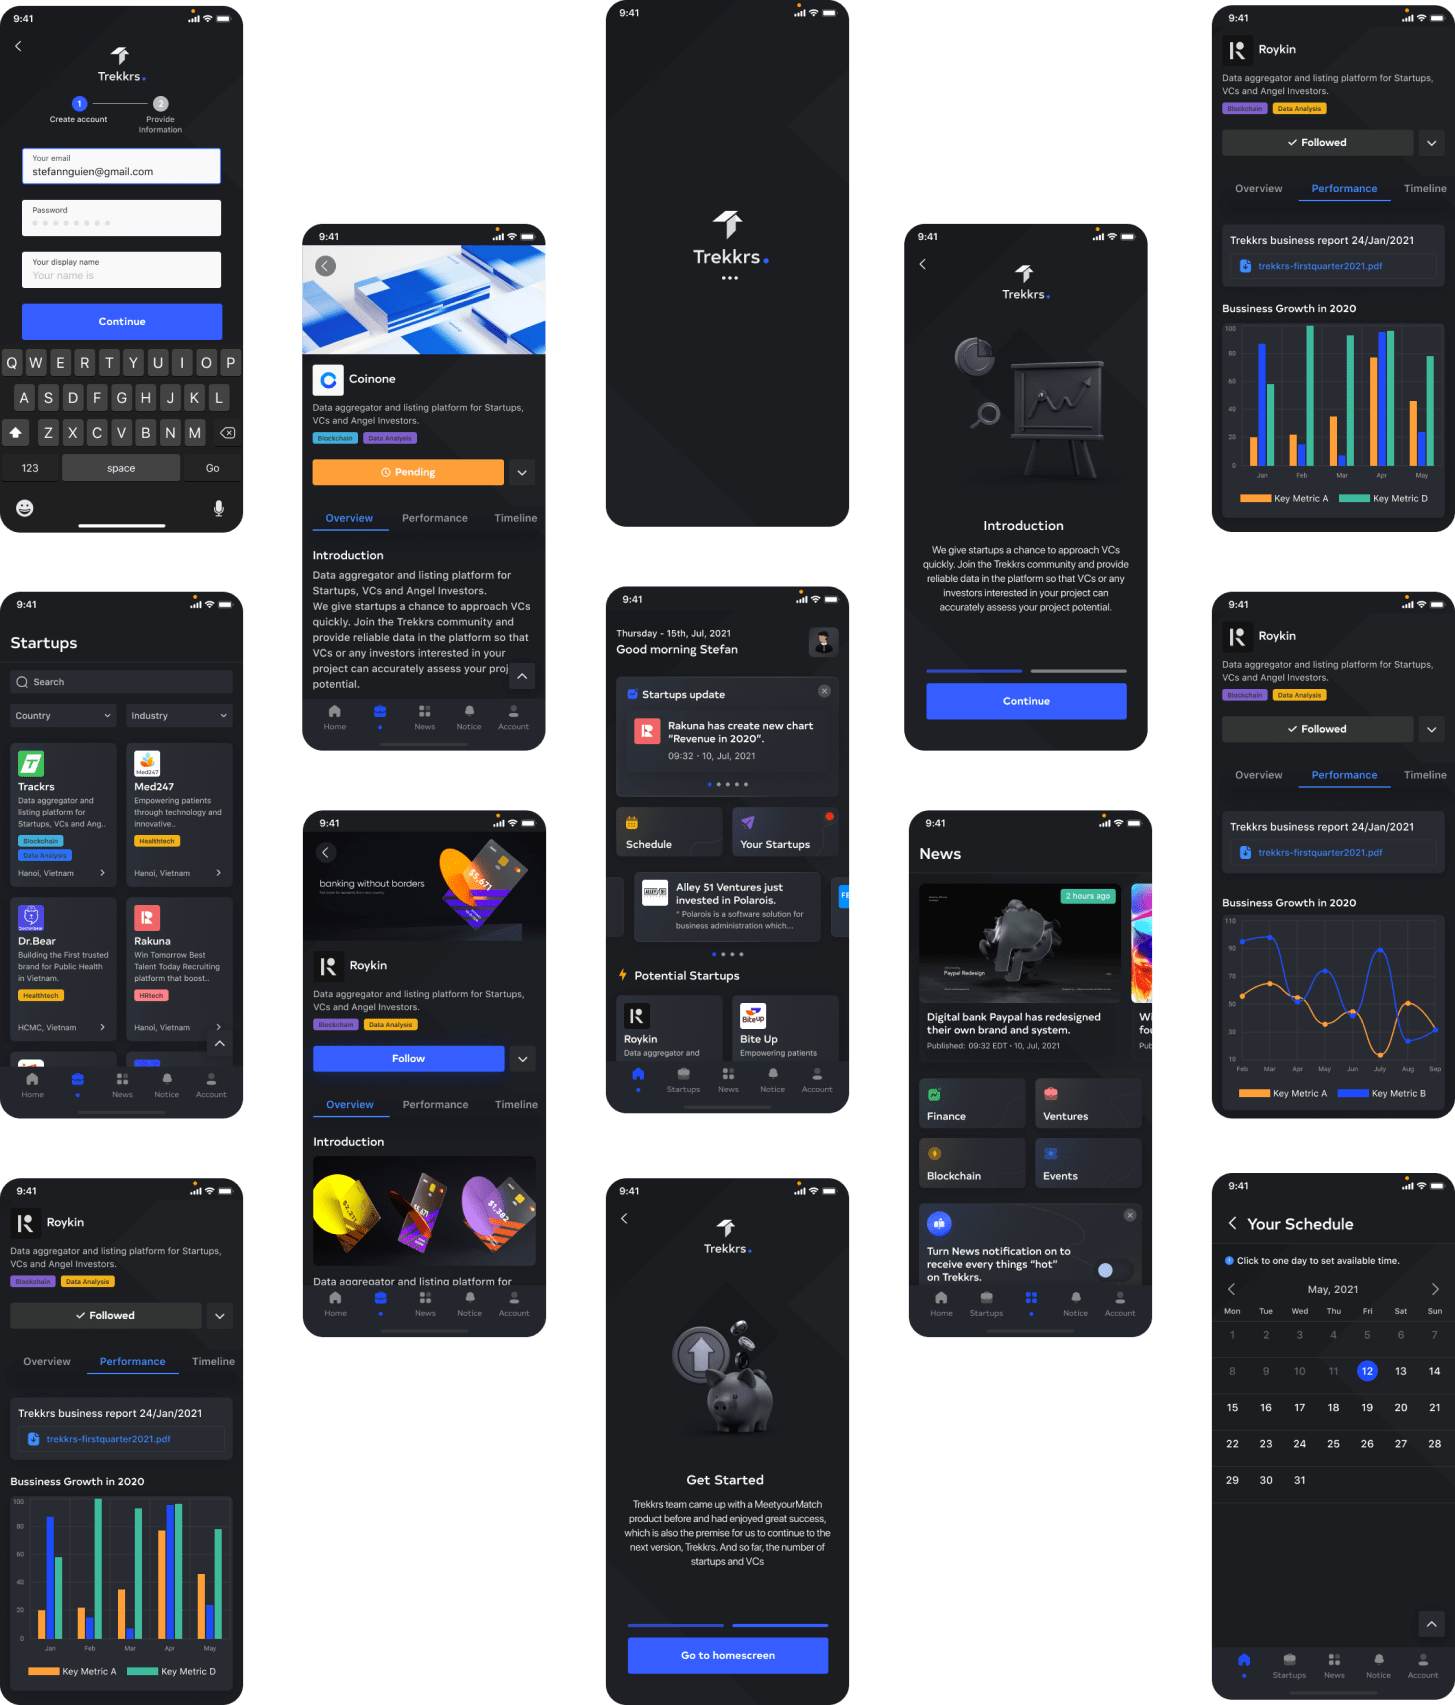 9:41
Trekkrs.
1
2
Create account
Provide
Information
Your email
stefannguien@gmail.com
Password
Your display name
Your name is
Continue
Q W E R T Y U I O P
A S D F G H J K L
Z X C V B N M
123
space
Go
9:41
Startups
Search
Country
Industry
Trackrs
Data aggregator and
listing platform for
Startups, VCs and Ang..
Blockchain
Data Analysis
Hanoi, Vietnam
Med247
Med247
Empowering patients
through technology and
innovative..
Healthtech
Hanoi, Vietnam
Dr.Bear
Building the First trusted
brand for Public Health
in Vietnam.
Healthtech
HCMC, Vietnam
Rakuna
Win Tomorrow Best
Talent Today Recruiting
platform that boost..
HRtech
Hanoi, Vietnam
Home
News
Notice
Account
9:41
Roykin
Data aggregator and listing platform for Startups,
VCs and Angel Investors.
Blockchain
Data Analysis
Followed
Overview
Performance
Timeline
Trekkrs business report 24/Jan/2021
trekkrs-firstquarter2021.pdf
Bussiness Growth in 2020
100
80
60
40
20
0
Jan
Feb
Mar
Apr
May
Key Metric A
Key Metric D
9:41
Coinone
Data aggregator and listing platform for Startups,
VCs and Angel Investors.
Blockchain
Data Analysis
Pending
Overview
Performance
Timeline
Introduction
Data aggregator and listing platform for
Startups, VCs and Angel Investors.
We give startups a chance to approach VCs
quickly. Join the Trekkrs community and
provide reliable data in the platform so that
VCs or any investors interested in your
project can accurately assess your proj
potential.
Home
News
Notice
Account
9:41
banking without borders
$5,671
Roykin
Data aggregator and listing platform for Startups,
VCs and Angel Investors.
Blockchain
Data Analysis
Follow
Overview
Performance
Timeline
Introduction
$2,371
$5,671
$1,382
Data aggregator and listing platform for
Home
News
Notice
Account
9:41
Trekkrs.
9:41
Thursday - 15th, Jul, 2021
Good morning Stefan
Startups update
Rakuna has create new chart
“Revenue in 2020”.
09:32 • 10, Jul, 2021
Schedule
Your Startups
ALLEY 51
Alley 51 Ventures just
invested in Polarois.
" Polarois is a software solution for
business administration which...
FE
Potential Startups
Roykin
Data aggregator and
BiteUp
Bite Up
Empowering patients
Startups
News
Notice
Account
9:41
Trekkrs.
Get Started
Trekkrs team came up with a MeetyourMatch
product before and had enjoyed great success,
which is also the premise for us to continue to the
next version, Trekkrs. And so far, the number of
startups and VCs
Go to homescreen
9:41
Trekkrs.
Introduction
We give startups a chance to approach VCs
quickly. Join the Trekkrs community and provide
reliable data in the platform so that VCs or any
investors interested in your project can
accurately assess your project potential.
Continue
9:41
News
2 hours ago
Paypal Redesign
Digital bank Paypal has redesigned
their own brand and system.
Published: 09:32 EDT • 10, Jul, 2021
Wi
fou
Pub
Finance
Ventures
Blockchain
Events
Turn News notification on to
receive every things “hot”
on Trekkrs.
Home
Startups
Notice
Account
9:41
Roykin
Data aggregator and listing platform for Startups,
VCs and Angel Investors.
Blockchain
Data Analysis
Followed
Overview
Performance
Timeline
Trekkrs business report 24/Jan/2021
trekkrs-firstquarter2021.pdf
Bussiness Growth in 2020
100
80
60
40
20
0
Jan
Feb
Mar
Apr
May
Key Metric A
Key Metric D
9:41
Roykin
Data aggregator and listing platform for Startups,
VCs and Angel Investors.
Blockchain
Data Analysis
Followed
Overview
Performance
Timeline
Trekkrs business report 24/Jan/2021
trekkrs-firstquarter2021.pdf
Bussiness Growth in 2020
110
90
70
50
30
10
Feb
Mar
Apr
May
Jun
July
Aug
Sep
Key Metric A
Key Metric B
9:41
Your Schedule
Click to one day to set available time.
May, 2021
Mon Tue Wed Thu Fri Sat Sun
1 2 3 4 5 6 7
8 9 10 11 12 13 14
15 16 17 18 19 20 21
22 23 24 25 26 27 28
29 30 31
Startups
News
Notice
Account